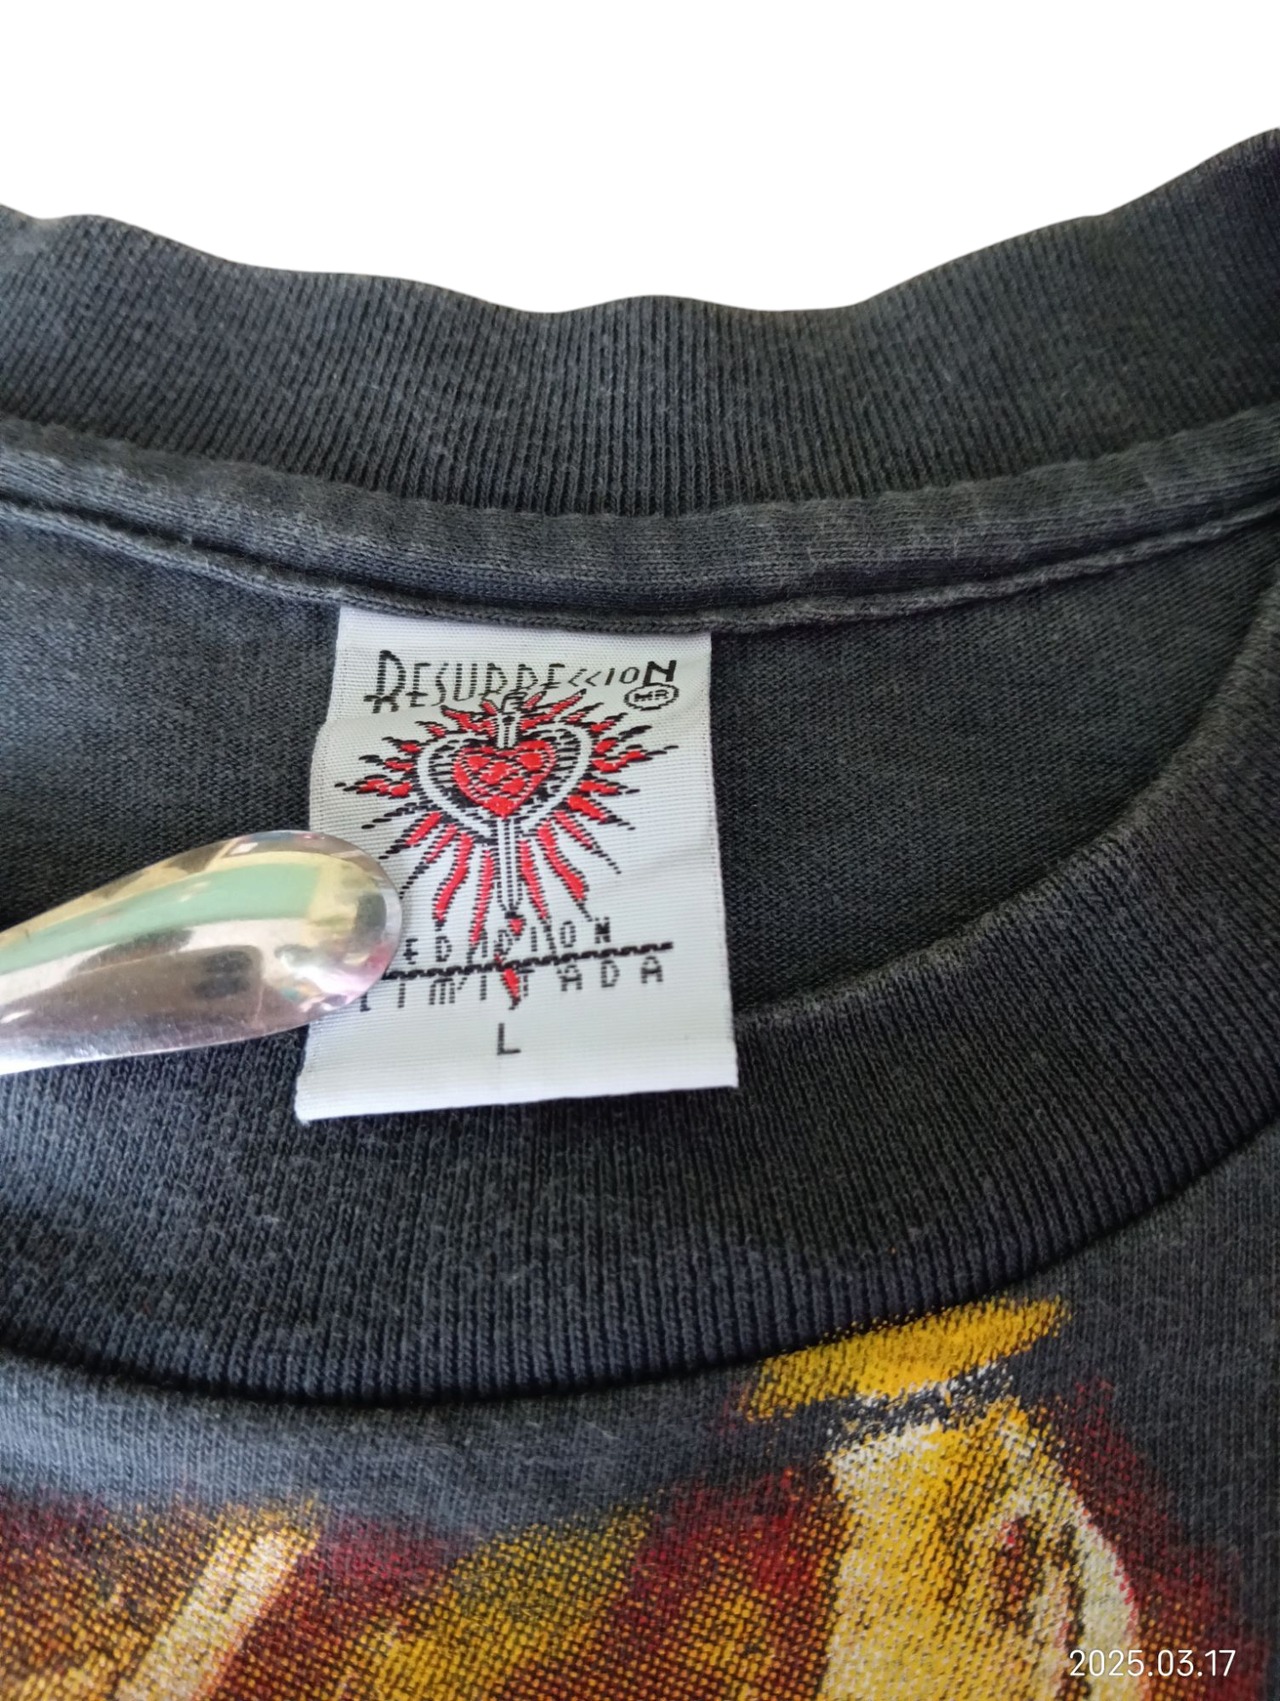 RESURRECCION
MR
EDICION
LIMITADA
L
2025.03.17